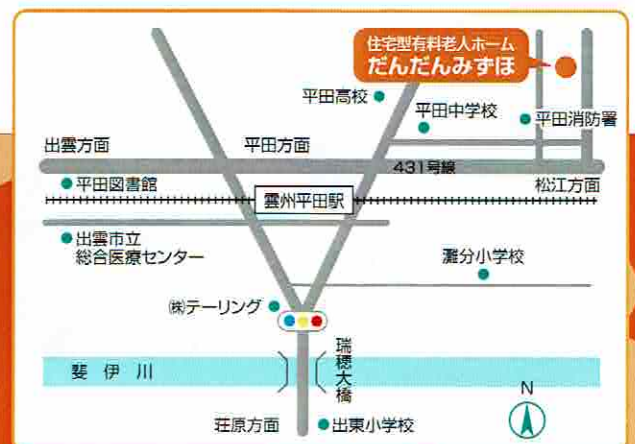 住宅型有料老人ホーム
だんだんみずほ
平田高校
平田中学校
平田消防署
出雲方面
平田方面
431号線
松江方面
平田図書館
雲州平田駅
出雲市立
総合医療センター
灘分小学校
㈱テーリング
斐伊川
瑞穂大橋
N
荘原方面
出東小学校